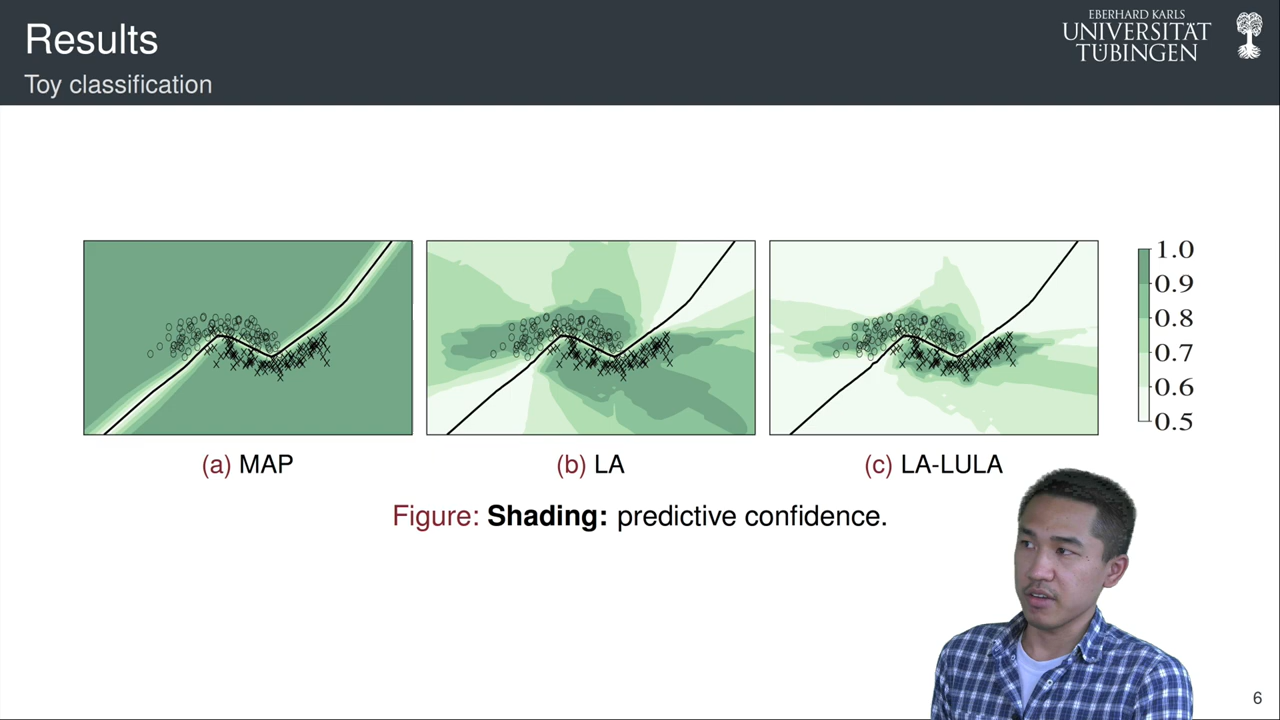 Results
Toy classification
EBERHARD KARLS
UNIVERSITÄT
TÜBINGEN
1.0
0.9
0.8
0.7
0.6
0.5
(a) MAP
(b) LA
(c) LA-LULA
Figure: Shading: predictive confidence.
6